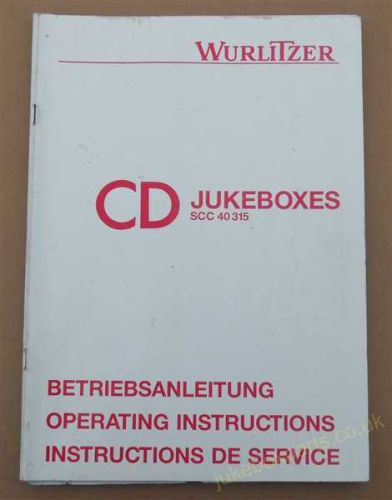 WURLITZER
CD JUKEBOXES
SCC 40 315
BETRIEBSANLEITUNG
OPERATING INSTRUCTIONS
INSTRUCTIONS DE SERVICE
jukeboxparts.co.uk